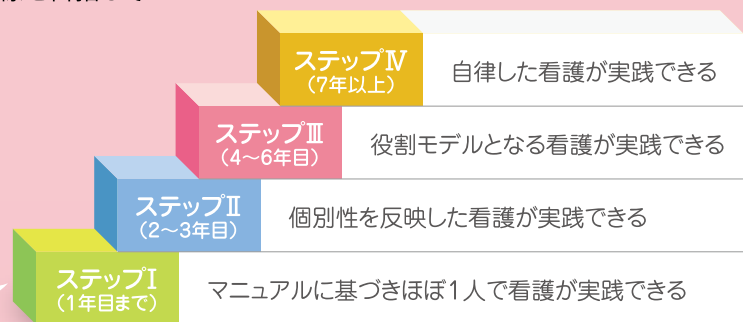 ステップⅣ
(7年以上)
自律した看護が実践できる
ステップⅢ
(4〜6年目)
役割モデルとなる看護が実践できる
ステップⅡ
(2〜3年目)
個別性を反映した看護が実践できる
ステップⅠ
(1年目まで)
マニュアルに基づきほぼ1人で看護が実践できる